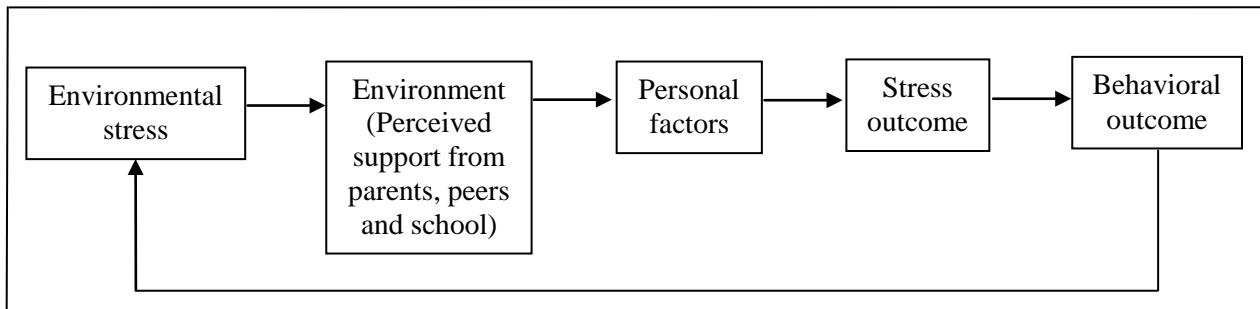 Environmental
stress
Environment
(Perceived
support from
parents, peers
and school)
Personal
factors
Stress
outcome
Behavioral
outcome